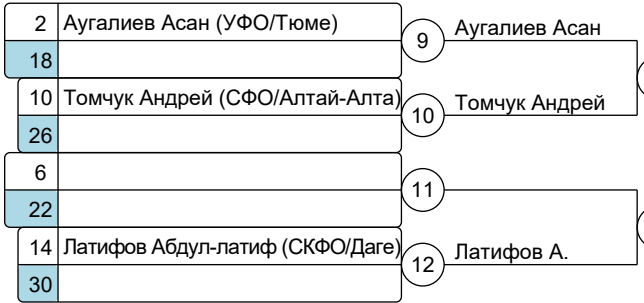 2 Аугалиев Асан (УФО/Тюме)
9 Аугалиев Асан
18
10 Томчук Андрей (СФО/Алтай-Алта)
10 Томчук Андрей
26
6
11
22
14 Латифов Абдул-латиф (СКФО/Даге)
12 Латифов А.
30